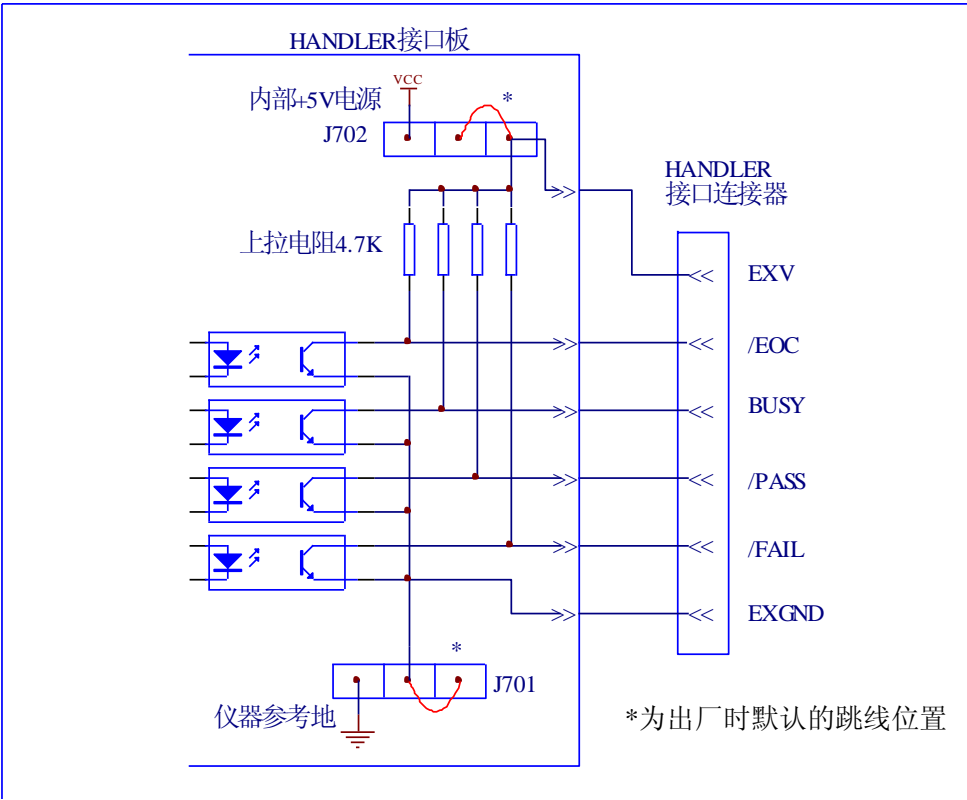 HANDLER接口板
VCC
内部+5V电源
*
J702
HANDLER
接口连接器
上拉电阻4.7K
EXV
/EOC
BUSY
/PASS
/FAIL
EXGND
*
J701
仪器参考地
*为出厂时默认的跳线位置